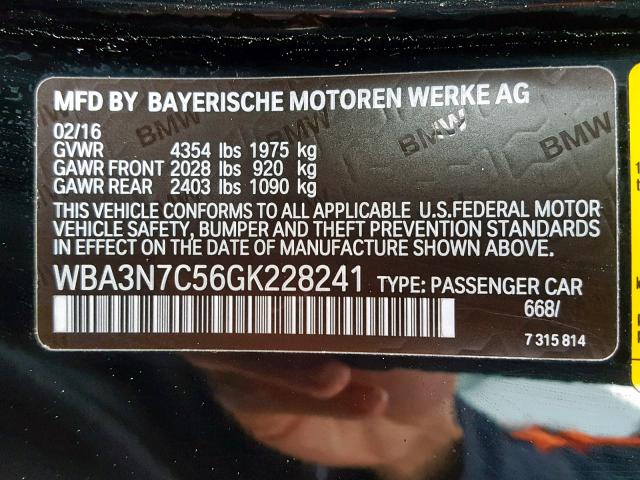 MFD BY BAYERISCHE MOTOREN WERKE AG
02/16
GVWR 4354 lbs 1975 kg
GAWR FRONT 2028 lbs 920 kg
GAWR REAR 2403 lbs 1090 kg
THIS VEHICLE CONFORMS TO ALL APPLICABLE U.S.FEDERAL MOTOR
VEHICLE SAFETY, BUMPER AND THEFT PREVENTION STANDARDS
IN EFFECT ON THE DATE OF MANUFACTURE SHOWN ABOVE.
WBA3N7C56GK228241 TYPE: PASSENGER CAR
668/
7 315 814
BMW
BMW
BMW